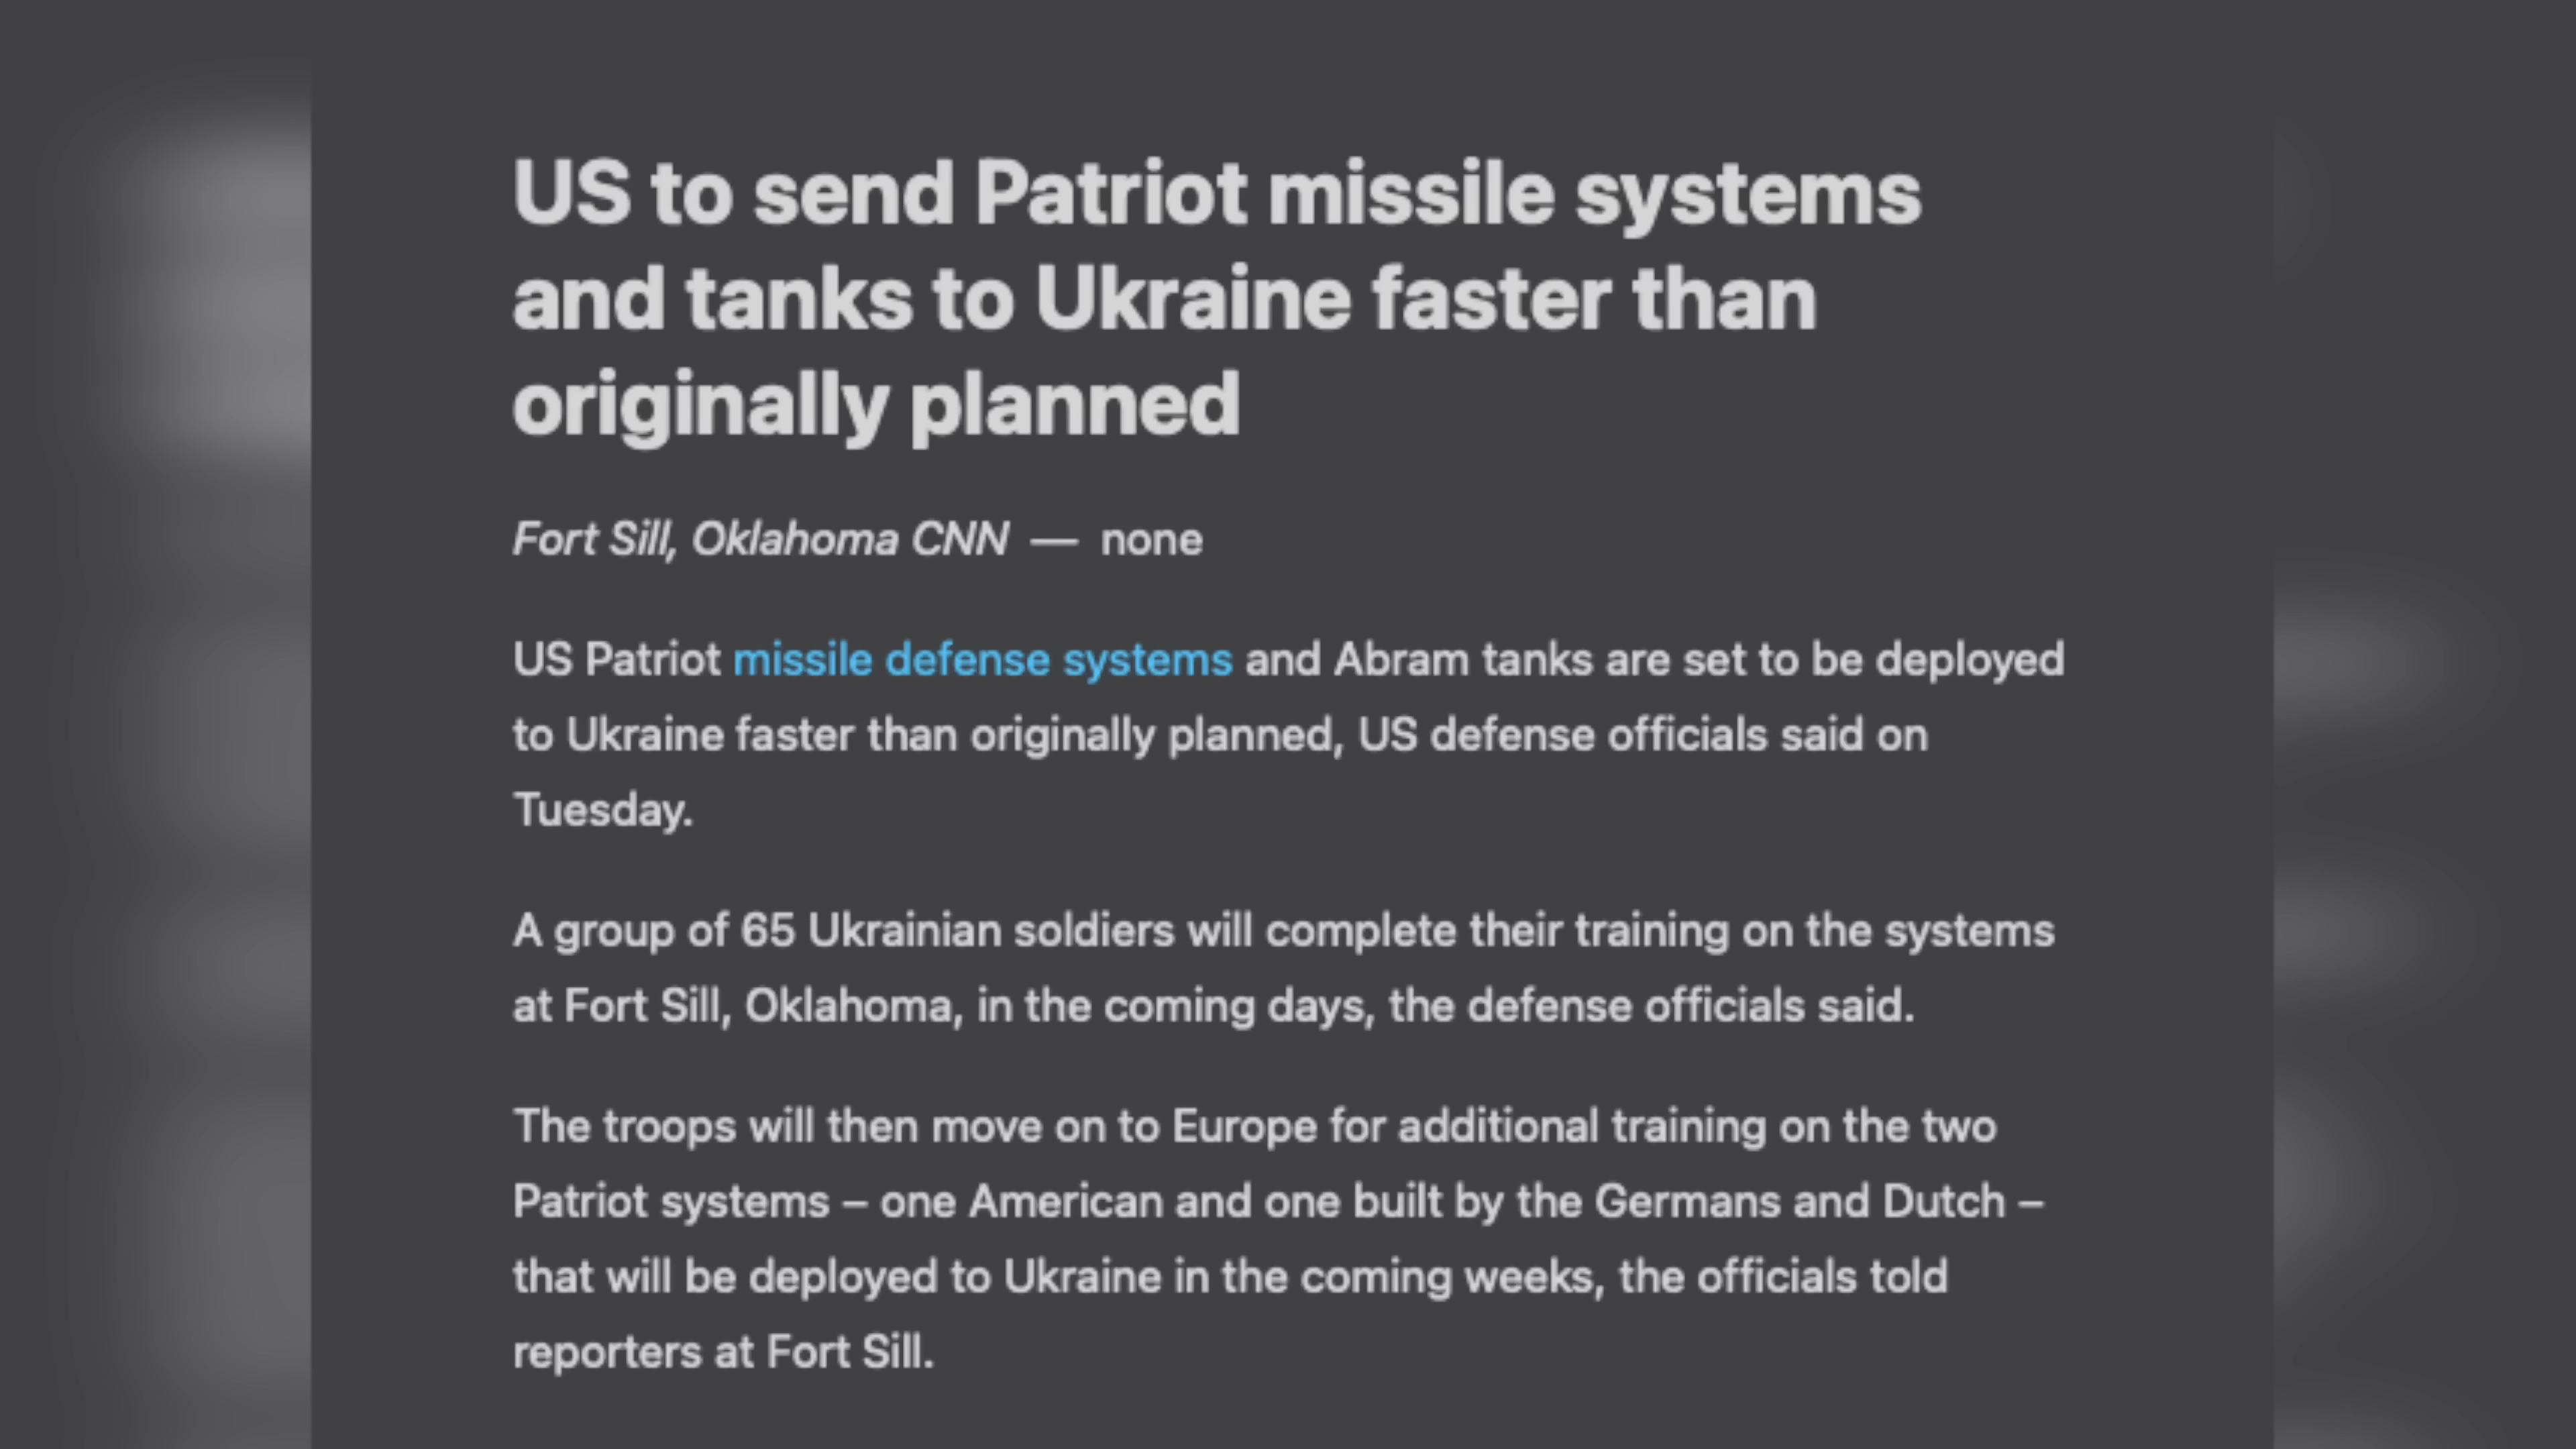 US to send Patriot missile systems
and tanks to Ukraine faster than
originally planned
Fort Sill, Oklahoma CNN — none
US Patriot missile defense systems and Abram tanks are set to be deployed
to Ukraine faster than originally planned, US defense officials said on
Tuesday.
A group of 65 Ukrainian soldiers will complete their training on the systems
at Fort Sill, Oklahoma, in the coming days, the defense officials said.
The troops will then move on to Europe for additional training on the two
Patriot systems – one American and one built by the Germans and Dutch –
that will be deployed to Ukraine in the coming weeks, the officials told
reporters at Fort Sill.